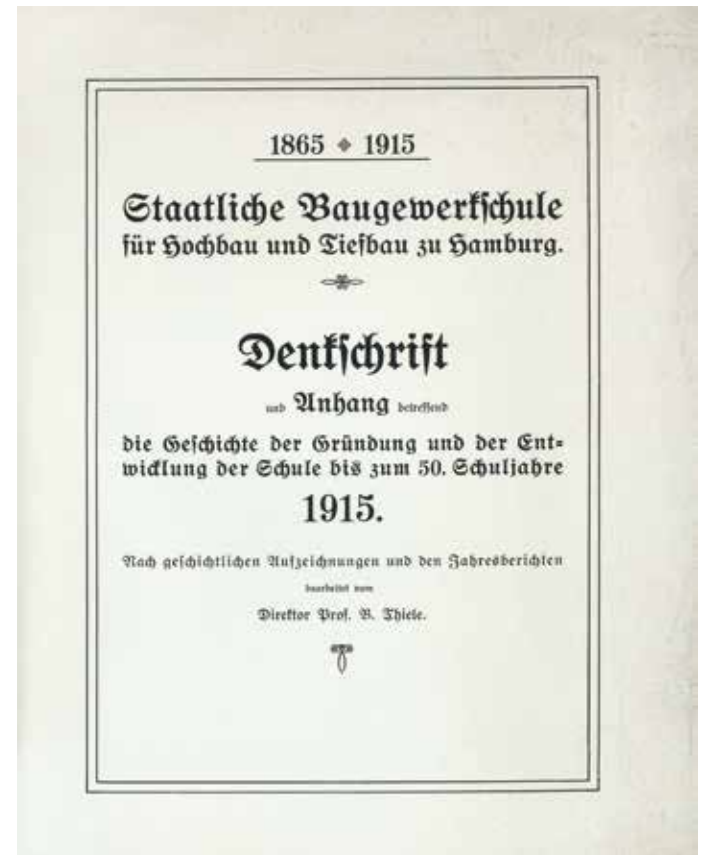 1865 ❖ 1915
Staatliche Baugewerkschule
für Hochbau und Tiefbau zu Hamburg.
Denkschrift
und Anhang betreffend
die Geschichte der Gründung und der Ent=
wicklung der Schule bis zum 50. Schuljahre
1915.
Nach geschichtlichen Aufzeichnungen und den Jahresberichten
bearbeitet vom
Direktor Prof. B. Thiele.